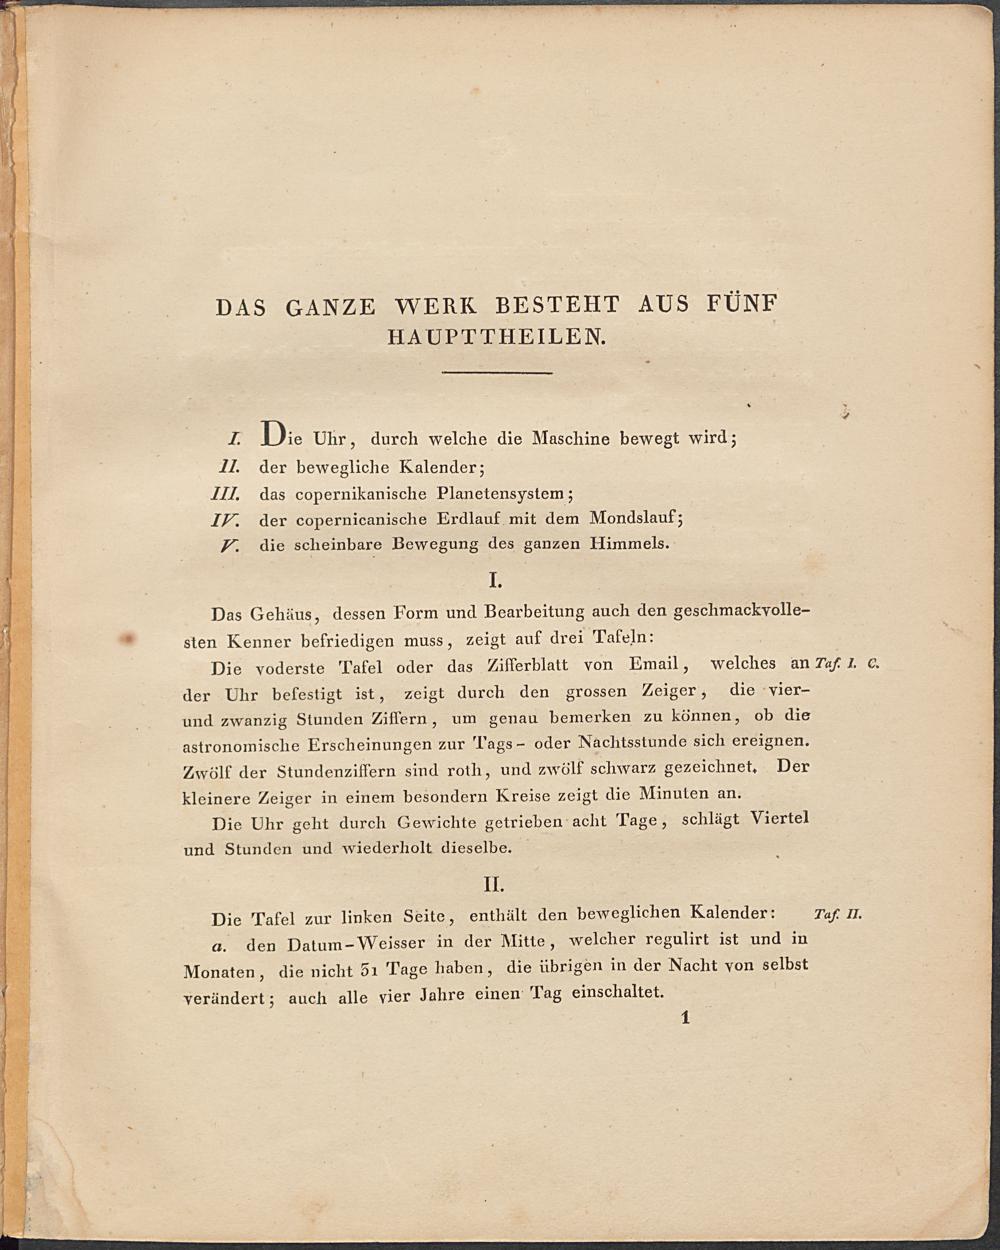 DAS GANZE WERK BESTEHT AUS FÜNF
HAUPTTHEILEN.
I. Die Uhr, durch welche die Maschine bewegt wird;
II. der bewegliche Kalender;
III. das copernikanische Planetensystem;
IV. der copernicanische Erdlauf mit dem Mondslauf;
V. die scheinbare Bewegung des ganzen Himmels.
I.
Das Gehäus, dessen Form und Bearbeitung auch den geschmackvolle-
sten Kenner befriedigen muss, zeigt auf drei Tafeln:
Die voderste Tafel oder das Zifferblatt von Email, welches an Taf. I. C.
der Uhr befestigt ist, zeigt durch den grossen Zeiger, die vier-
und zwanzig Stunden Ziffern, um genau bemerken zu können, ob die
astronomische Erscheinungen zur Tags- oder Nachtsstunde sich ereignen.
Zwölf der Stundenziffern sind roth, und zwölf schwarz gezeichnet. Der
kleinere Zeiger in einem besondern Kreise zeigt die Minuten an.
Die Uhr geht durch Gewichte getrieben acht Tage, schlägt Viertel
und Stunden und wiederholt dieselbe.
II.
Die Tafel zur linken Seite, enthält den beweglichen Kalender: Taf. II.
a. den Datum-Weisser in der Mitte, welcher regulirt ist und in
Monaten, die nicht 31 Tage haben, die übrigen in der Nacht von selbst
verändert; auch alle vier Jahre einen Tag einschaltet.
1